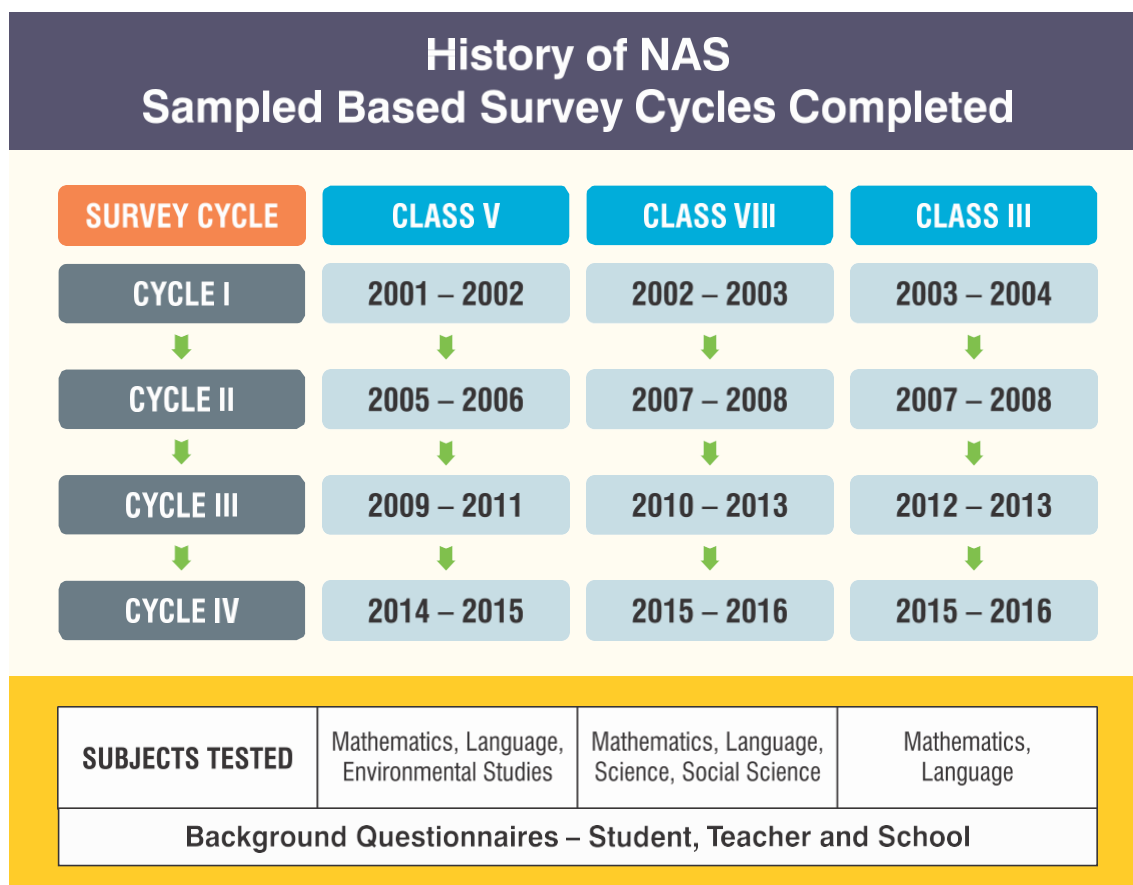 History of NAS
Sampled Based Survey Cycles Completed
SURVEY CYCLE CLASS V CLASS VIII CLASS III
CYCLE I 2001 – 2002 2002 – 2003 2003 – 2004
CYCLE II 2005 – 2006 2007 – 2008 2007 – 2008
CYCLE III 2009 – 2011 2010 – 2013 2012 – 2013
CYCLE IV 2014 – 2015 2015 – 2016 2015 – 2016
SUBJECTS TESTED
Mathematics, Language,
Environmental Studies
Mathematics, Language,
Science, Social Science
Mathematics,
Language
Background Questionnaires – Student, Teacher and School